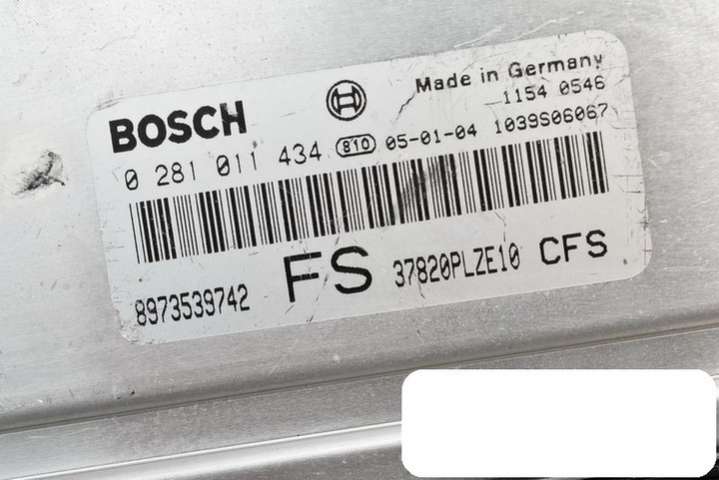 BOSCH
Made in Germany
1154 0546
0 281 011 434 810 05-01-04 1039S06067
8973539742 FS 37820PLZE10 CFS